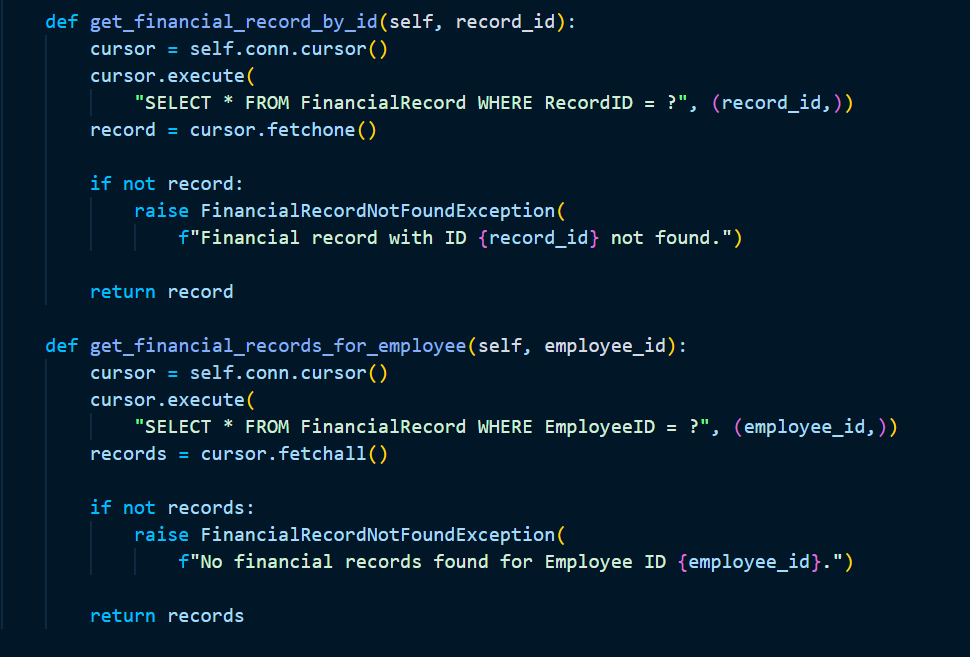 def get_financial_record_by_id(self, record_id):
    cursor = self.conn.cursor()
    cursor.execute(
        "SELECT * FROM FinancialRecord WHERE RecordID = ?", (record_id,))
    record = cursor.fetchone()

    if not record:
        raise FinancialRecordNotFoundException(
            f"Financial record with ID {record_id} not found.")

    return record

def get_financial_records_for_employee(self, employee_id):
    cursor = self.conn.cursor()
    cursor.execute(
        "SELECT * FROM FinancialRecord WHERE EmployeeID = ?", (employee_id,))
    records = cursor.fetchall()

    if not records:
        raise FinancialRecordNotFoundException(
            f"No financial records found for Employee ID {employee_id}.")

    return records